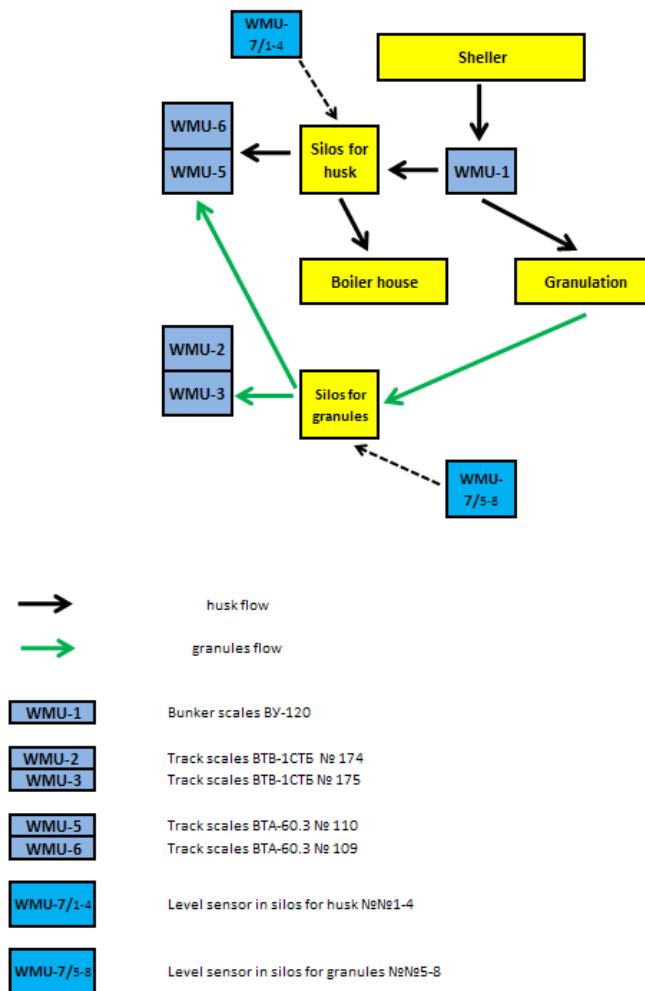 WMU-
7/1-4
Sheller
WMU-6
WMU-5
Silos for
husk
WMU-1
Boiler house
Granulation
WMU-2
WMU-3
Silos for
granules
WMU-
7/5-8
husk flow
granules flow
WMU-1 Bunker scales ВУ-120
WMU-2 Track scales ВТВ-1СТБ № 174
WMU-3 Track scales ВТВ-1СТБ № 175
WMU-5 Track scales ВТА-60.3 № 110
WMU-6 Track scales ВТА-60.3 № 109
WMU-7/1-4 Level sensor in silos for husk №№1-4
WMU-7/5-8 Level sensor in silos for granules №№5-8